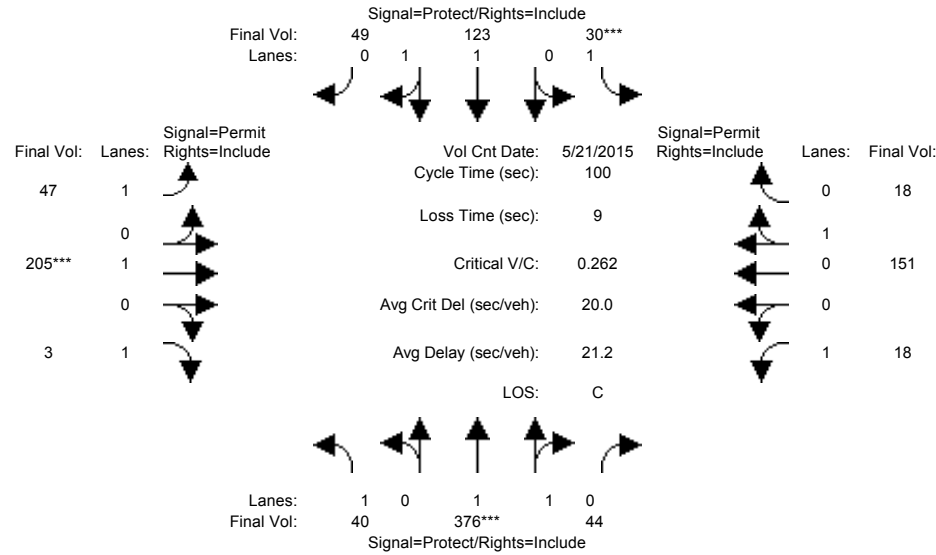 Signal=Protect/Rights=Include
Final Vol: 49 123 30***
Lanes: 0 1 1 0 1
Signal=Permit Signal=Permit
Final Vol: Lanes: Rights=Include Vol Cnt Date: 5/21/2015 Rights=Include Lanes: Final Vol:
Cycle Time (sec): 100
47 1 0 18
Loss Time (sec): 9
0 1
205*** 1 Critical V/C: 0.262 0 151
0 Avg Crit Del (sec/veh): 20.0 0
3 1 Avg Delay (sec/veh): 21.2 1 18
LOS: C
Lanes: 1 0 1 1 0
Final Vol: 40 376*** 44
Signal=Protect/Rights=Include